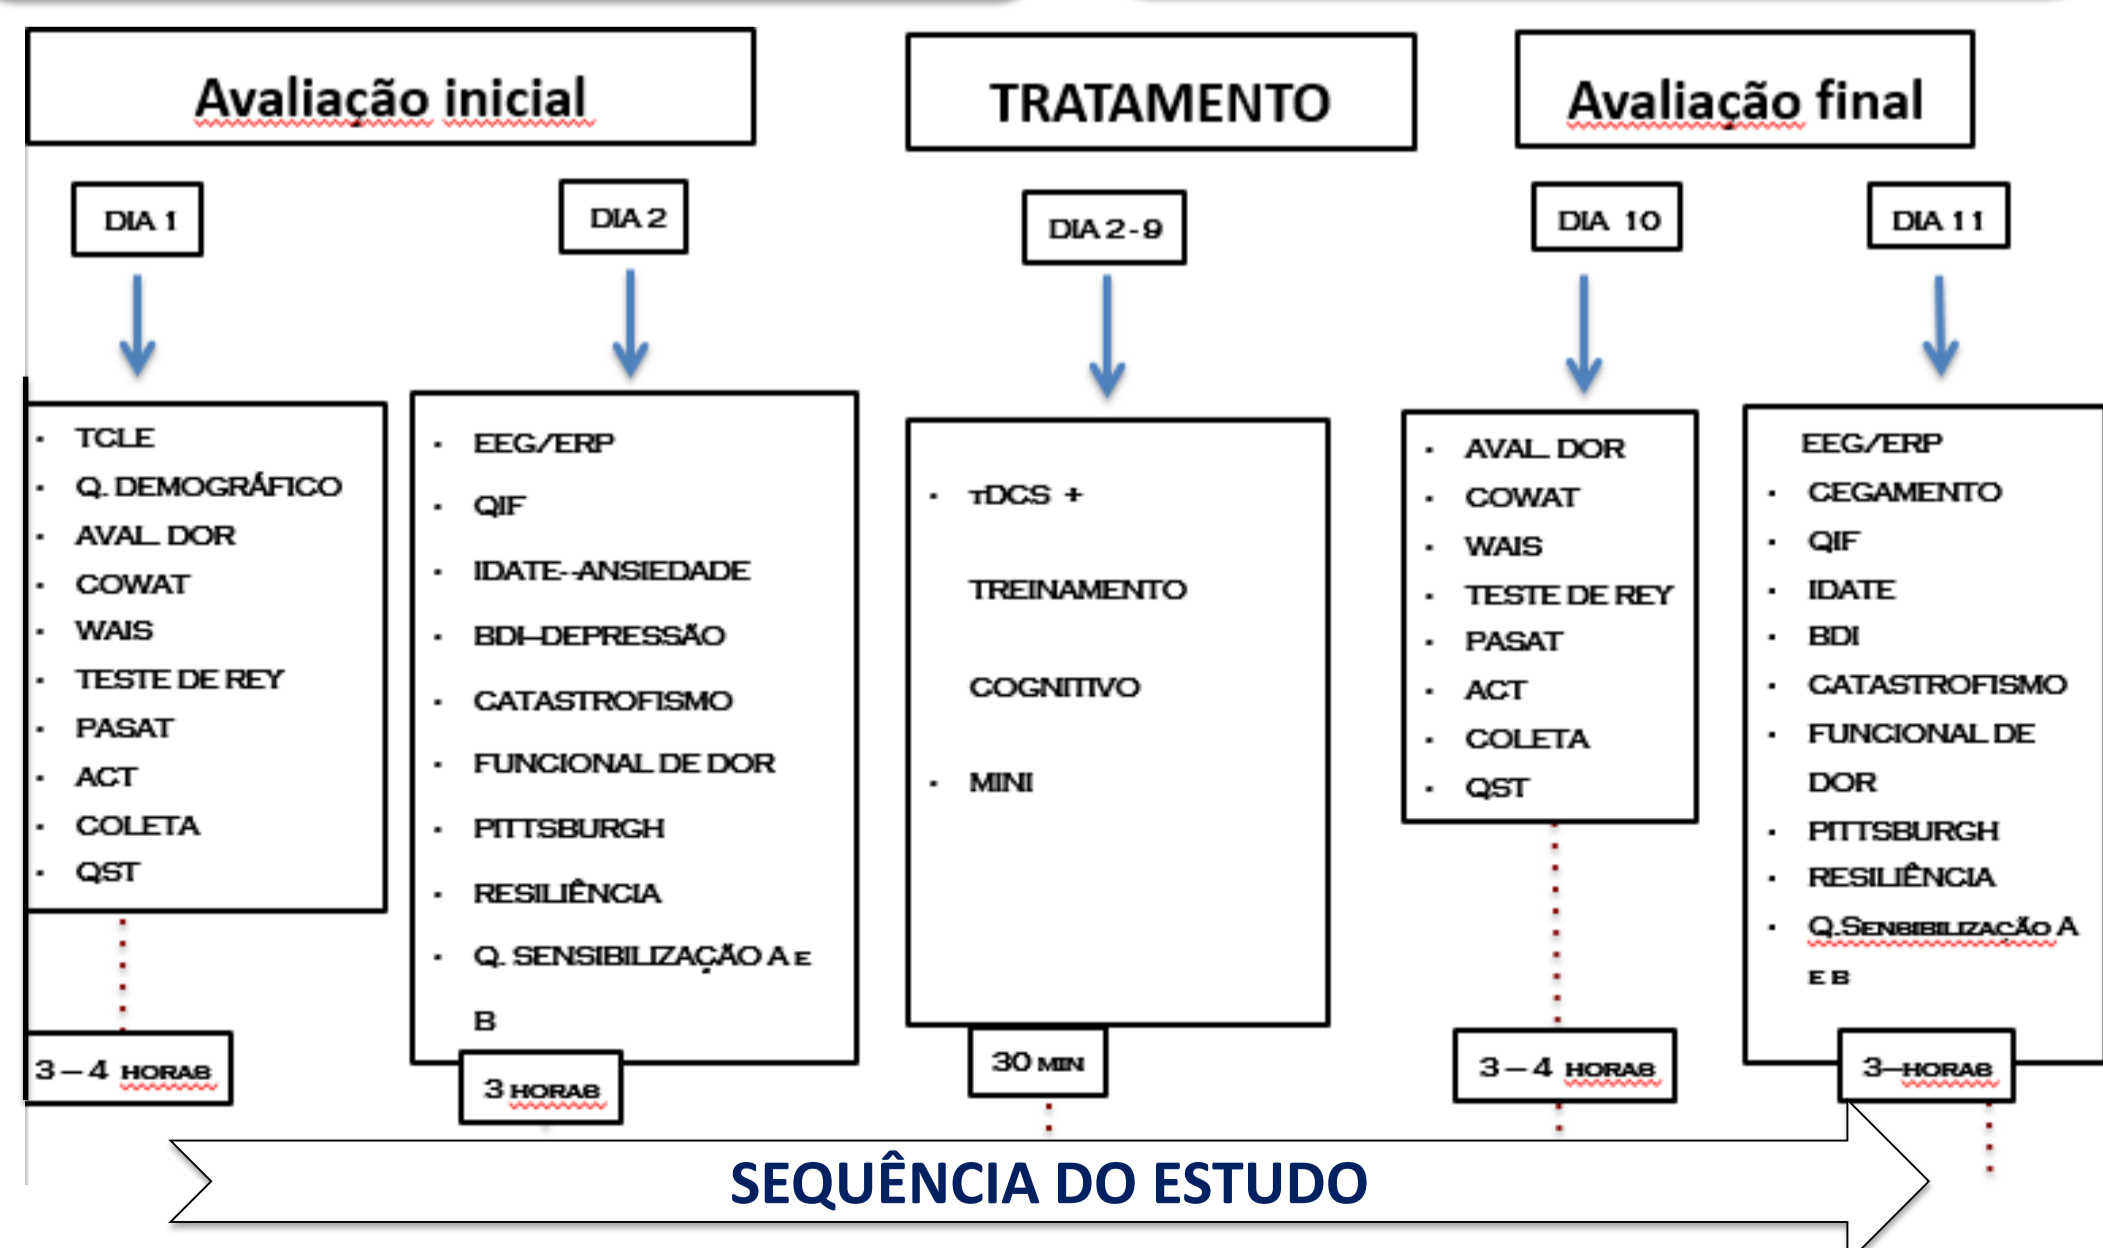 Avaliação inicial
TRATAMENTO
Avaliação final
DIA 1
DIA 2
DIA 2-9
DIA 10
DIA 11
• TCLE
• Q. DEMOGRÁFICO
• AVAL. DOR
• COWAT
• WAIS
• TESTE DE REY
• PASAT
• ACT
• COLETA
• QST
3 – 4 HORAS
• EEG/ERP
• QIF
• IDATE--ANSIEDADE
• BDI–DEPRESSÃO
• CATASTROFISMO
• FUNCIONAL DE DOR
• PITTSBURGH
• RESILIÊNCIA
• Q. SENSIBILIZAÇÃO A E
B
3 HORAS
• TDCS +
TREINAMENTO
COGNITIVO
• MINI
30 MIN
• AVAL. DOR
• COWAT
• WAIS
• TESTE DE REY
• PASAT
• ACT
• COLETA
• QST
3 – 4 HORAS
EEG/ERP
• CEGAMENTO
• QIF
• IDATE
• BDI
• CATASTROFISMO
• FUNCIONAL DE
DOR
• PITTSBURGH
• RESILIÊNCIA
• Q.SENSIBILIZAÇÃO A
E B
3–HORAS
SEQUÊNCIA DO ESTUDO